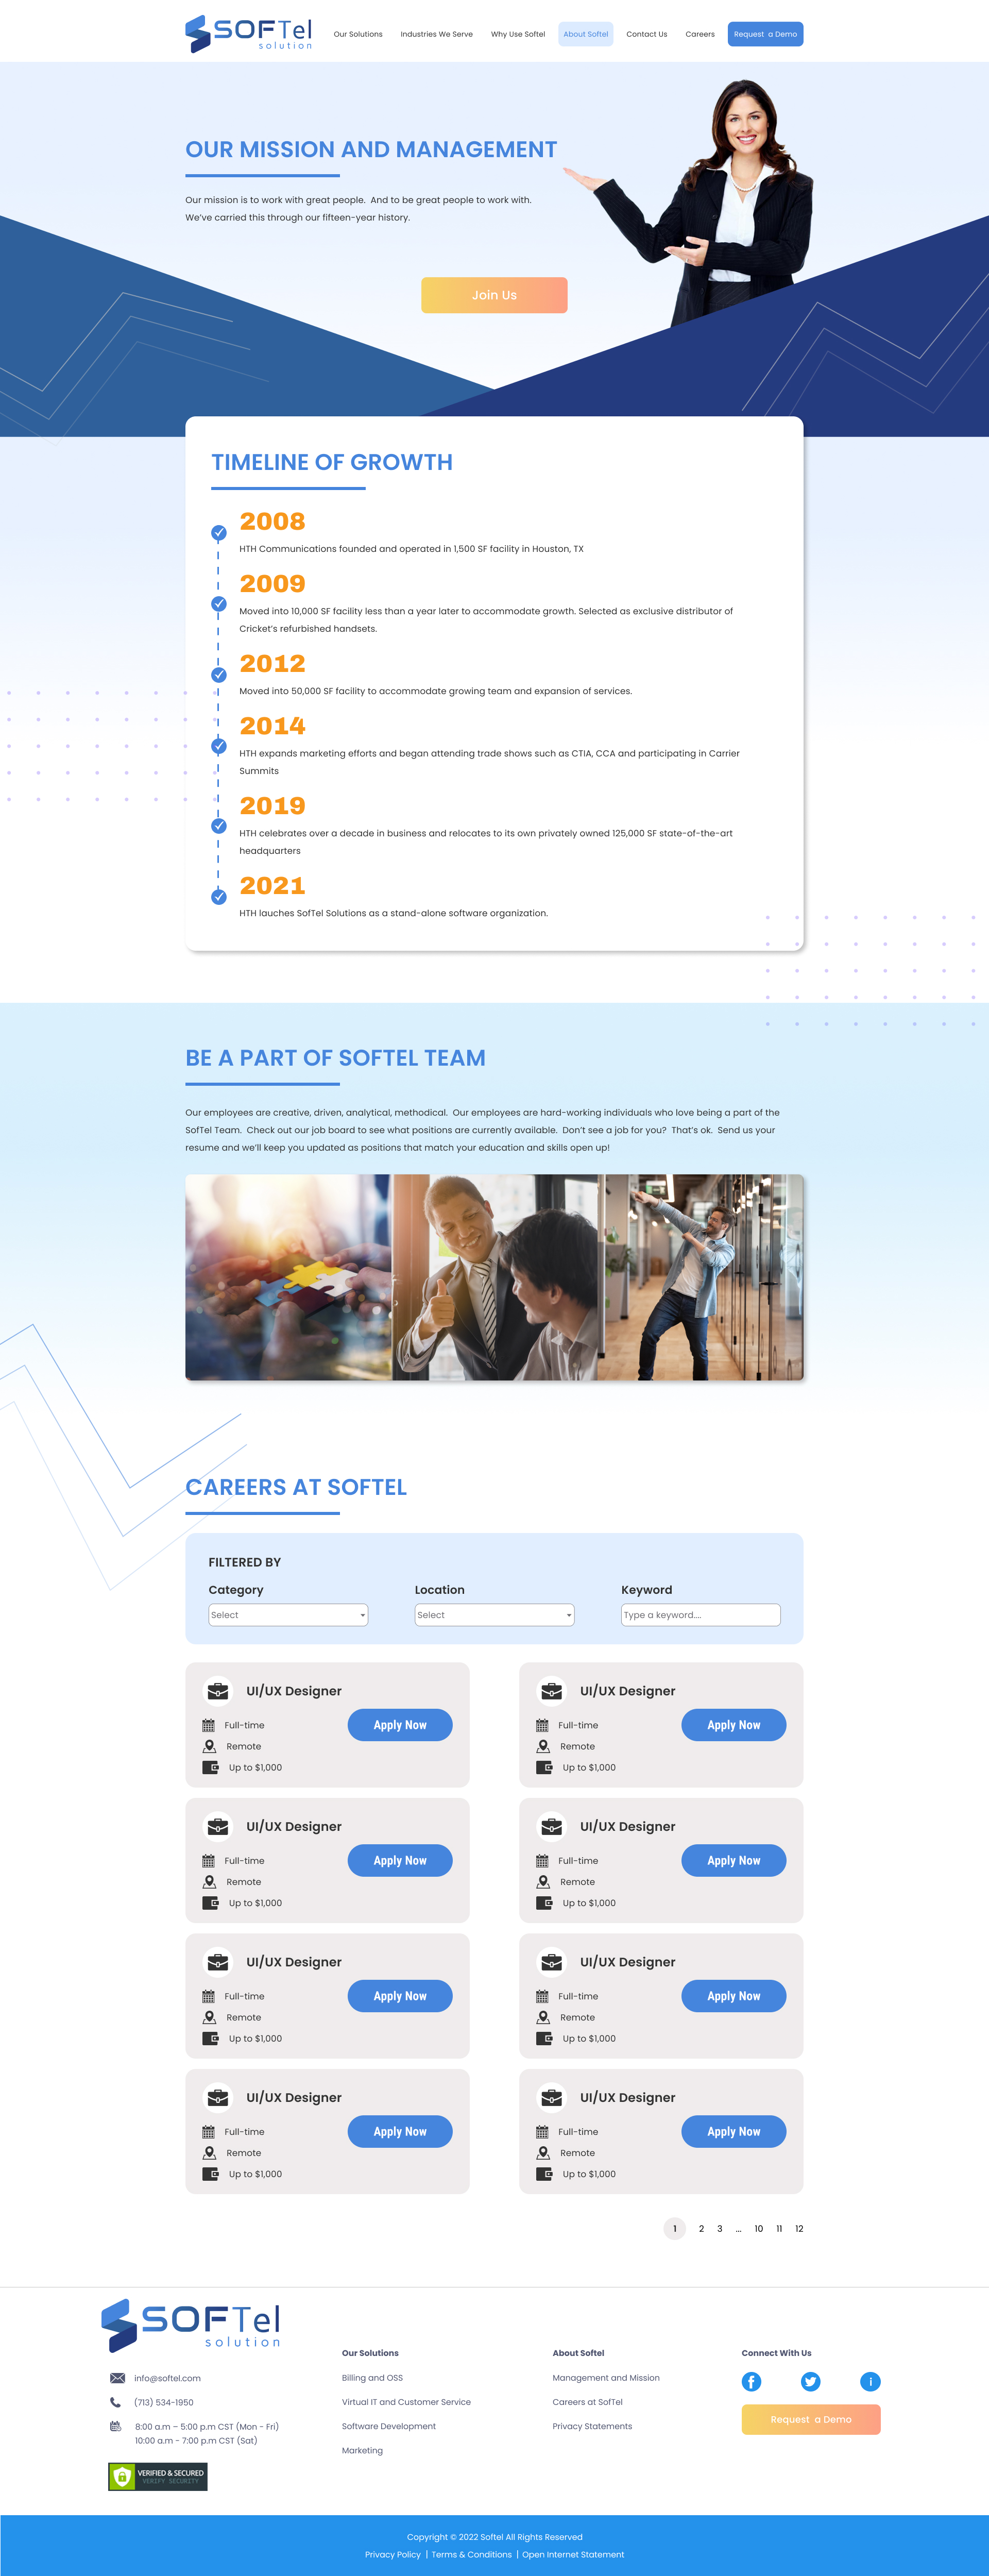 SOFTel
solution
Our Solutions
Industries We Serve
Why Use Softel
About Softel
Contact Us
Careers
Request a Demo
OUR MISSION AND MANAGEMENT
Our mission is to work with great people. And to be great people to work with.
We've carried this through our fifteen-year history.
Join Us
TIMELINE OF GROWTH
2008
HTH Communications founded and operated in 1,500 SF facility in Houston, TX
2009
Moved into 10,000 SF facility less than a year later to accommodate growth. Selected as exclusive distributor of
Cricket's refurbished handsets.
2012
Moved into 50,000 SF facility to accommodate growing team and expansion of services.
2014
HTH expands marketing efforts and began attending trade shows such as CTIA, CCA and participating in Carrier
Summits
2019
HTH celebrates over a decade in business and relocates to its own privately owned 125,000 SF state-of-the-art
headquarters
2021
HTH lauches SofTel Solutions as a stand-alone software organization.
BE A PART OF SOFTEL TEAM
Our employees are creative, driven, analytical, methodical. Our employees are hard-working individuals who love being a part of the
SofTel Team. Check out our job board to see what positions are currently available. Don't see a job for you? That's ok. Send us your
resume and we'll keep you updated as positions that match your education and skills open up!
CAREERS AT SOFTEL
FILTERED BY
Category
Location
Keyword
Select
Select
Type a keyword....
UI/UX Designer
Full-time
Remote
Up to $1,000
Apply Now
UI/UX Designer
Full-time
Remote
Up to $1,000
Apply Now
UI/UX Designer
Full-time
Remote
Up to $1,000
Apply Now
UI/UX Designer
Full-time
Remote
Up to $1,000
Apply Now
UI/UX Designer
Full-time
Remote
Up to $1,000
Apply Now
UI/UX Designer
Full-time
Remote
Up to $1,000
Apply Now
UI/UX Designer
Full-time
Remote
Up to $1,000
Apply Now
UI/UX Designer
Full-time
Remote
Up to $1,000
Apply Now
1 2 3 ... 10 11 12
SOFTel
solution
info@softel.com
(713) 534-1950
8:00 a.m – 5:00 p.m CST (Mon - Fri)
10:00 a.m - 7:00 p.m CST (Sat)
VERIFIED & SECURED
VERIFY SECURITY
Our Solutions
Billing and OSS
Virtual IT and Customer Service
Software Development
Marketing
About Softel
Management and Mission
Careers at SofTel
Privacy Statements
Connect With Us
Request a Demo
Copyright © 2022 Softel All Rights Reserved
Privacy Policy | Terms & Conditions | Open Internet Statement